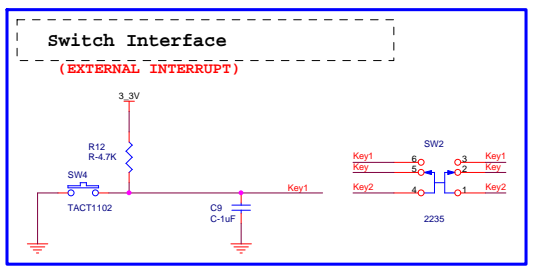 Switch Interface
(EXTERNAL INTERRUPT)
3_3V
R12
R-4.7K
SW4
TACT1102
C9
C-1uF
Key1
SW2
Key1 6 3 Key1
Key 5 2 Key
Key2 4 1 Key2
2235